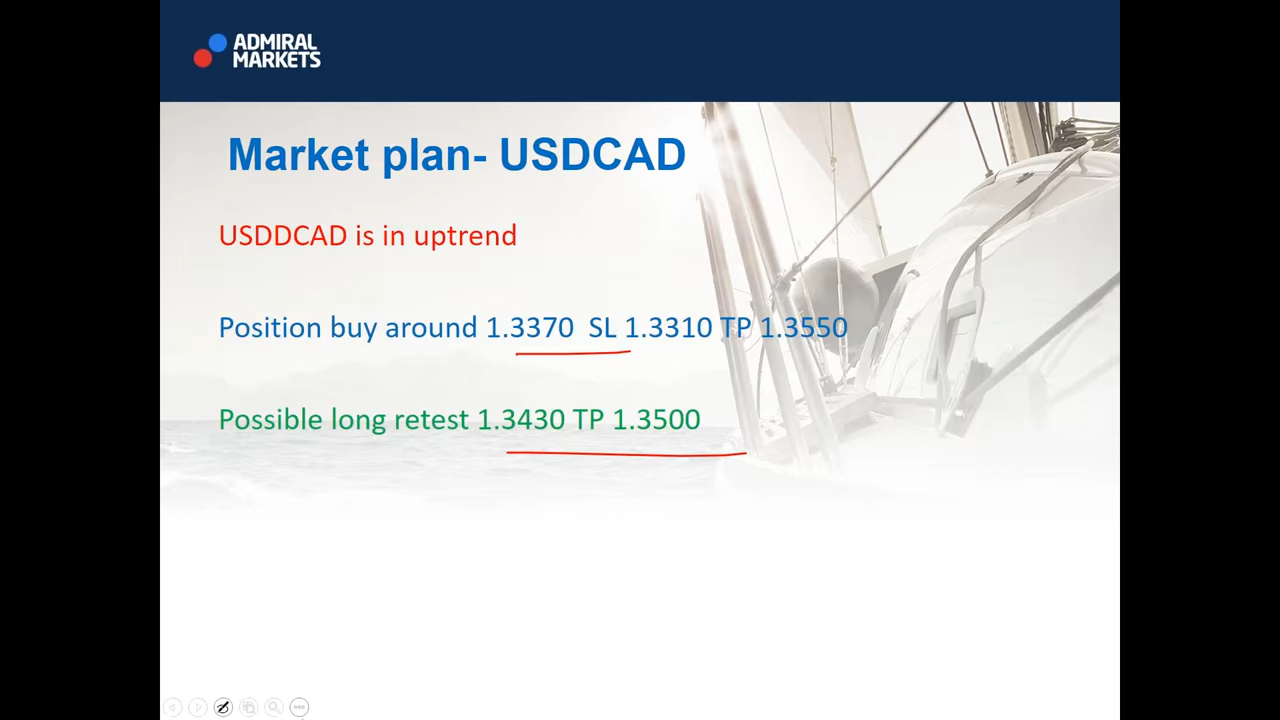 ADMIRAL
MARKETS
Market plan- USDCAD
USDDCAD is in uptrend
Position buy around 1.3370  SL 1.3310 TP 1.3550
Possible long retest 1.3430 TP 1.3500